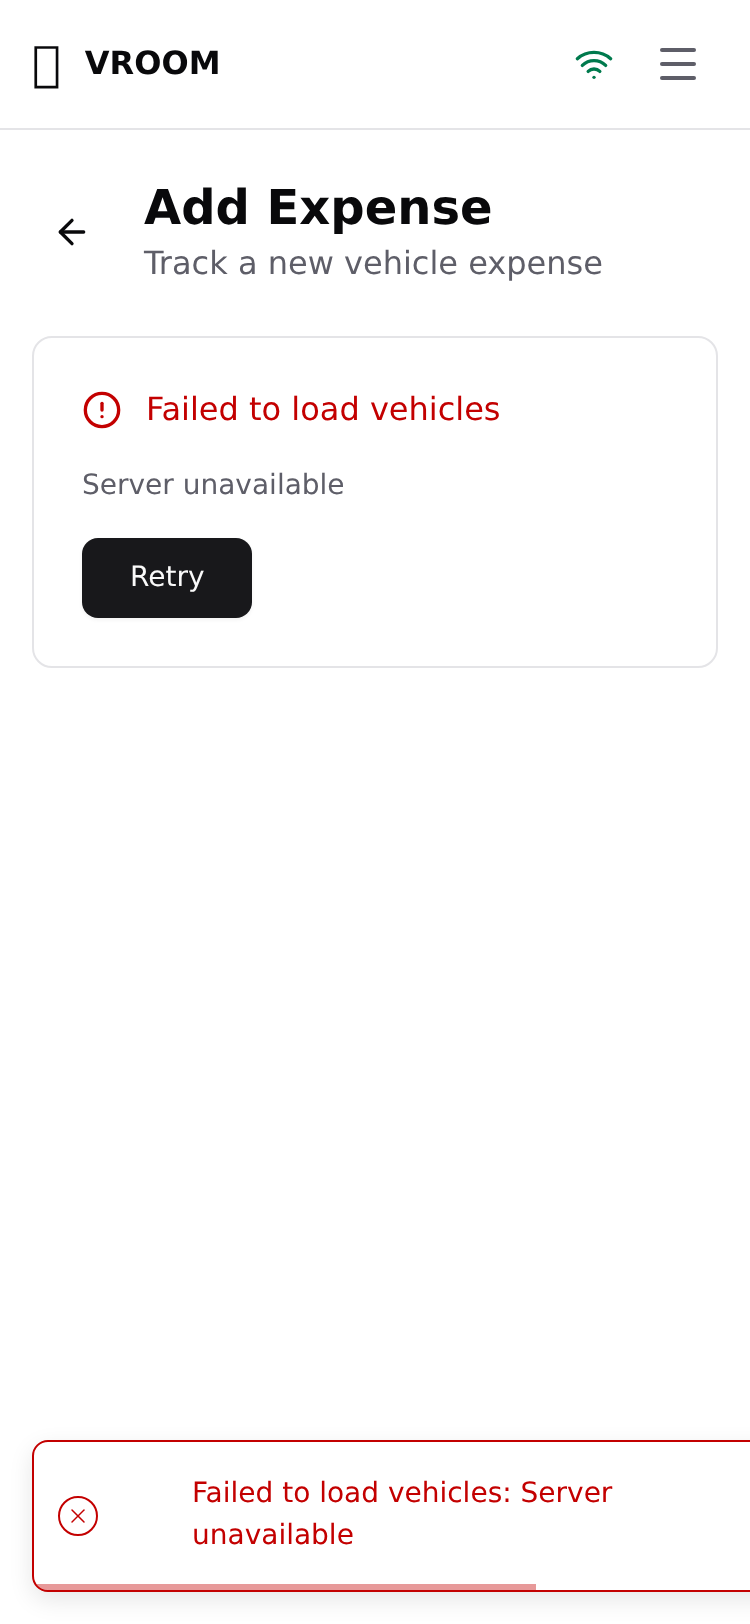 VROOM
Add Expense
Track a new vehicle expense
Failed to load vehicles
Server unavailable
Retry
Failed to load vehicles: Server
unavailable